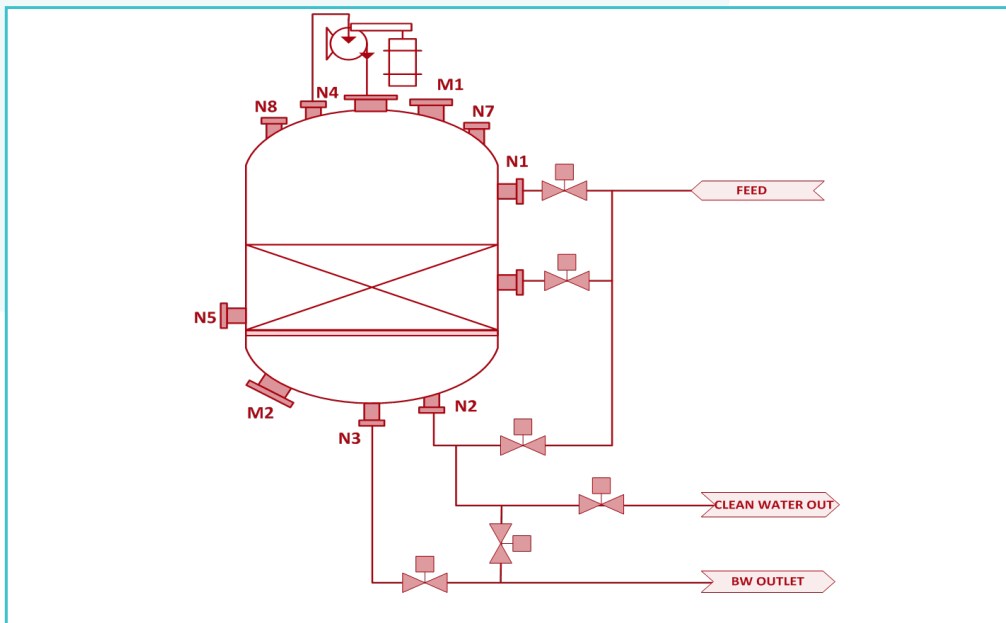 M1
N4
N8
N7
N1
FEED
N5
N2
M2
N3
CLEAN WATER OUT
BW OUTLET